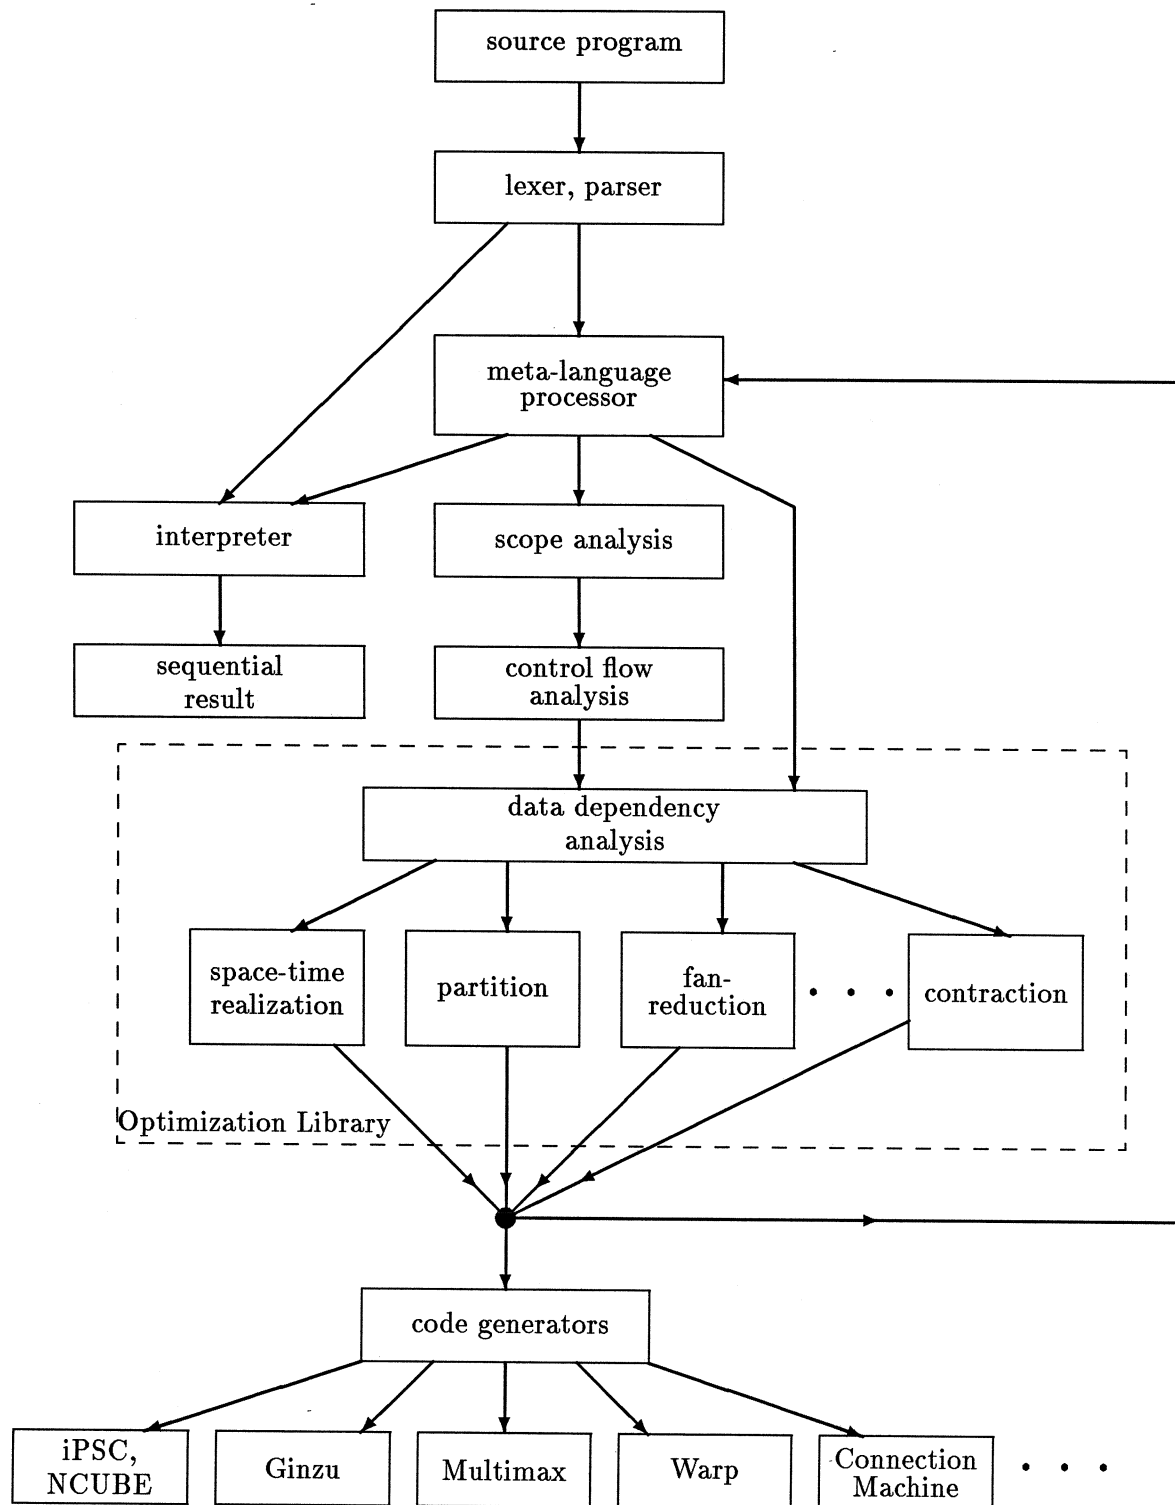 source program
lexer, parser
meta-language
processor
interpreter
scope analysis
sequential
result
control flow
analysis
data dependency
analysis
space-time
realization
partition
fan-
reduction
contraction
Optimization Library
code generators
iPSC,
NCUBE
Ginzu
Multimax
Warp
Connection
Machine